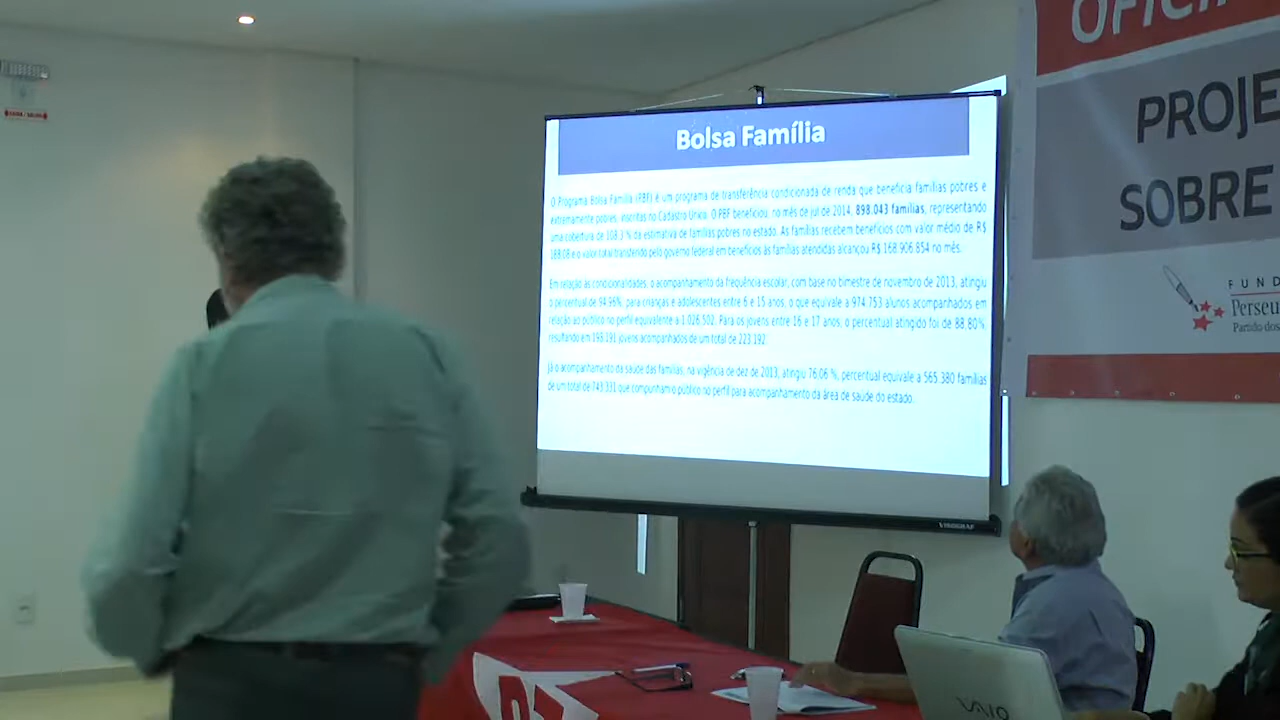 OFICI
PROJE
SOBRE
FUND
Perseu
Partido dos
SAÍDA / SALIDA
Bolsa Família
O Programa Bolsa Família (PBF) é um programa de transferência condicionada de renda que beneficia famílias pobres e
extremamente pobres, inscritas no Cadastro Único. O PBF beneficiou, no mês de jul de 2014, 898.043 famílias, representando
uma cobertura de 108,3 % da estimativa de famílias pobres no estado. As famílias recebem benefícios com valor médio de R$
188,08 e o valor total transferido pelo governo federal em benefícios às famílias atendidas alcançou R$ 168.906.854 no mês.
Em relação às condicionalidades, o acompanhamento da frequência escolar, com base no bimestre de novembro de 2013, atingiu
o percentual de 94,96%, para crianças e adolescentes entre 6 e 15 anos, o que equivale a 974.753 alunos acompanhados em
relação ao público no perfil equivalente a 1.026.502. Para os jovens entre 16 e 17 anos, o percentual atingido foi de 88,80%,
resultando em jovens acompanhados de um total de 223.192.
Já o acompanhamento da saúde das famílias, na vigência de dez de 2013, atingiu 76,06 %, percentual equivale a 565.380 famílias
de um total de 743.331 que compunham o público no perfil para acompanhamento da área de saúde do estado.
VISOGRAF
VAIO
PT